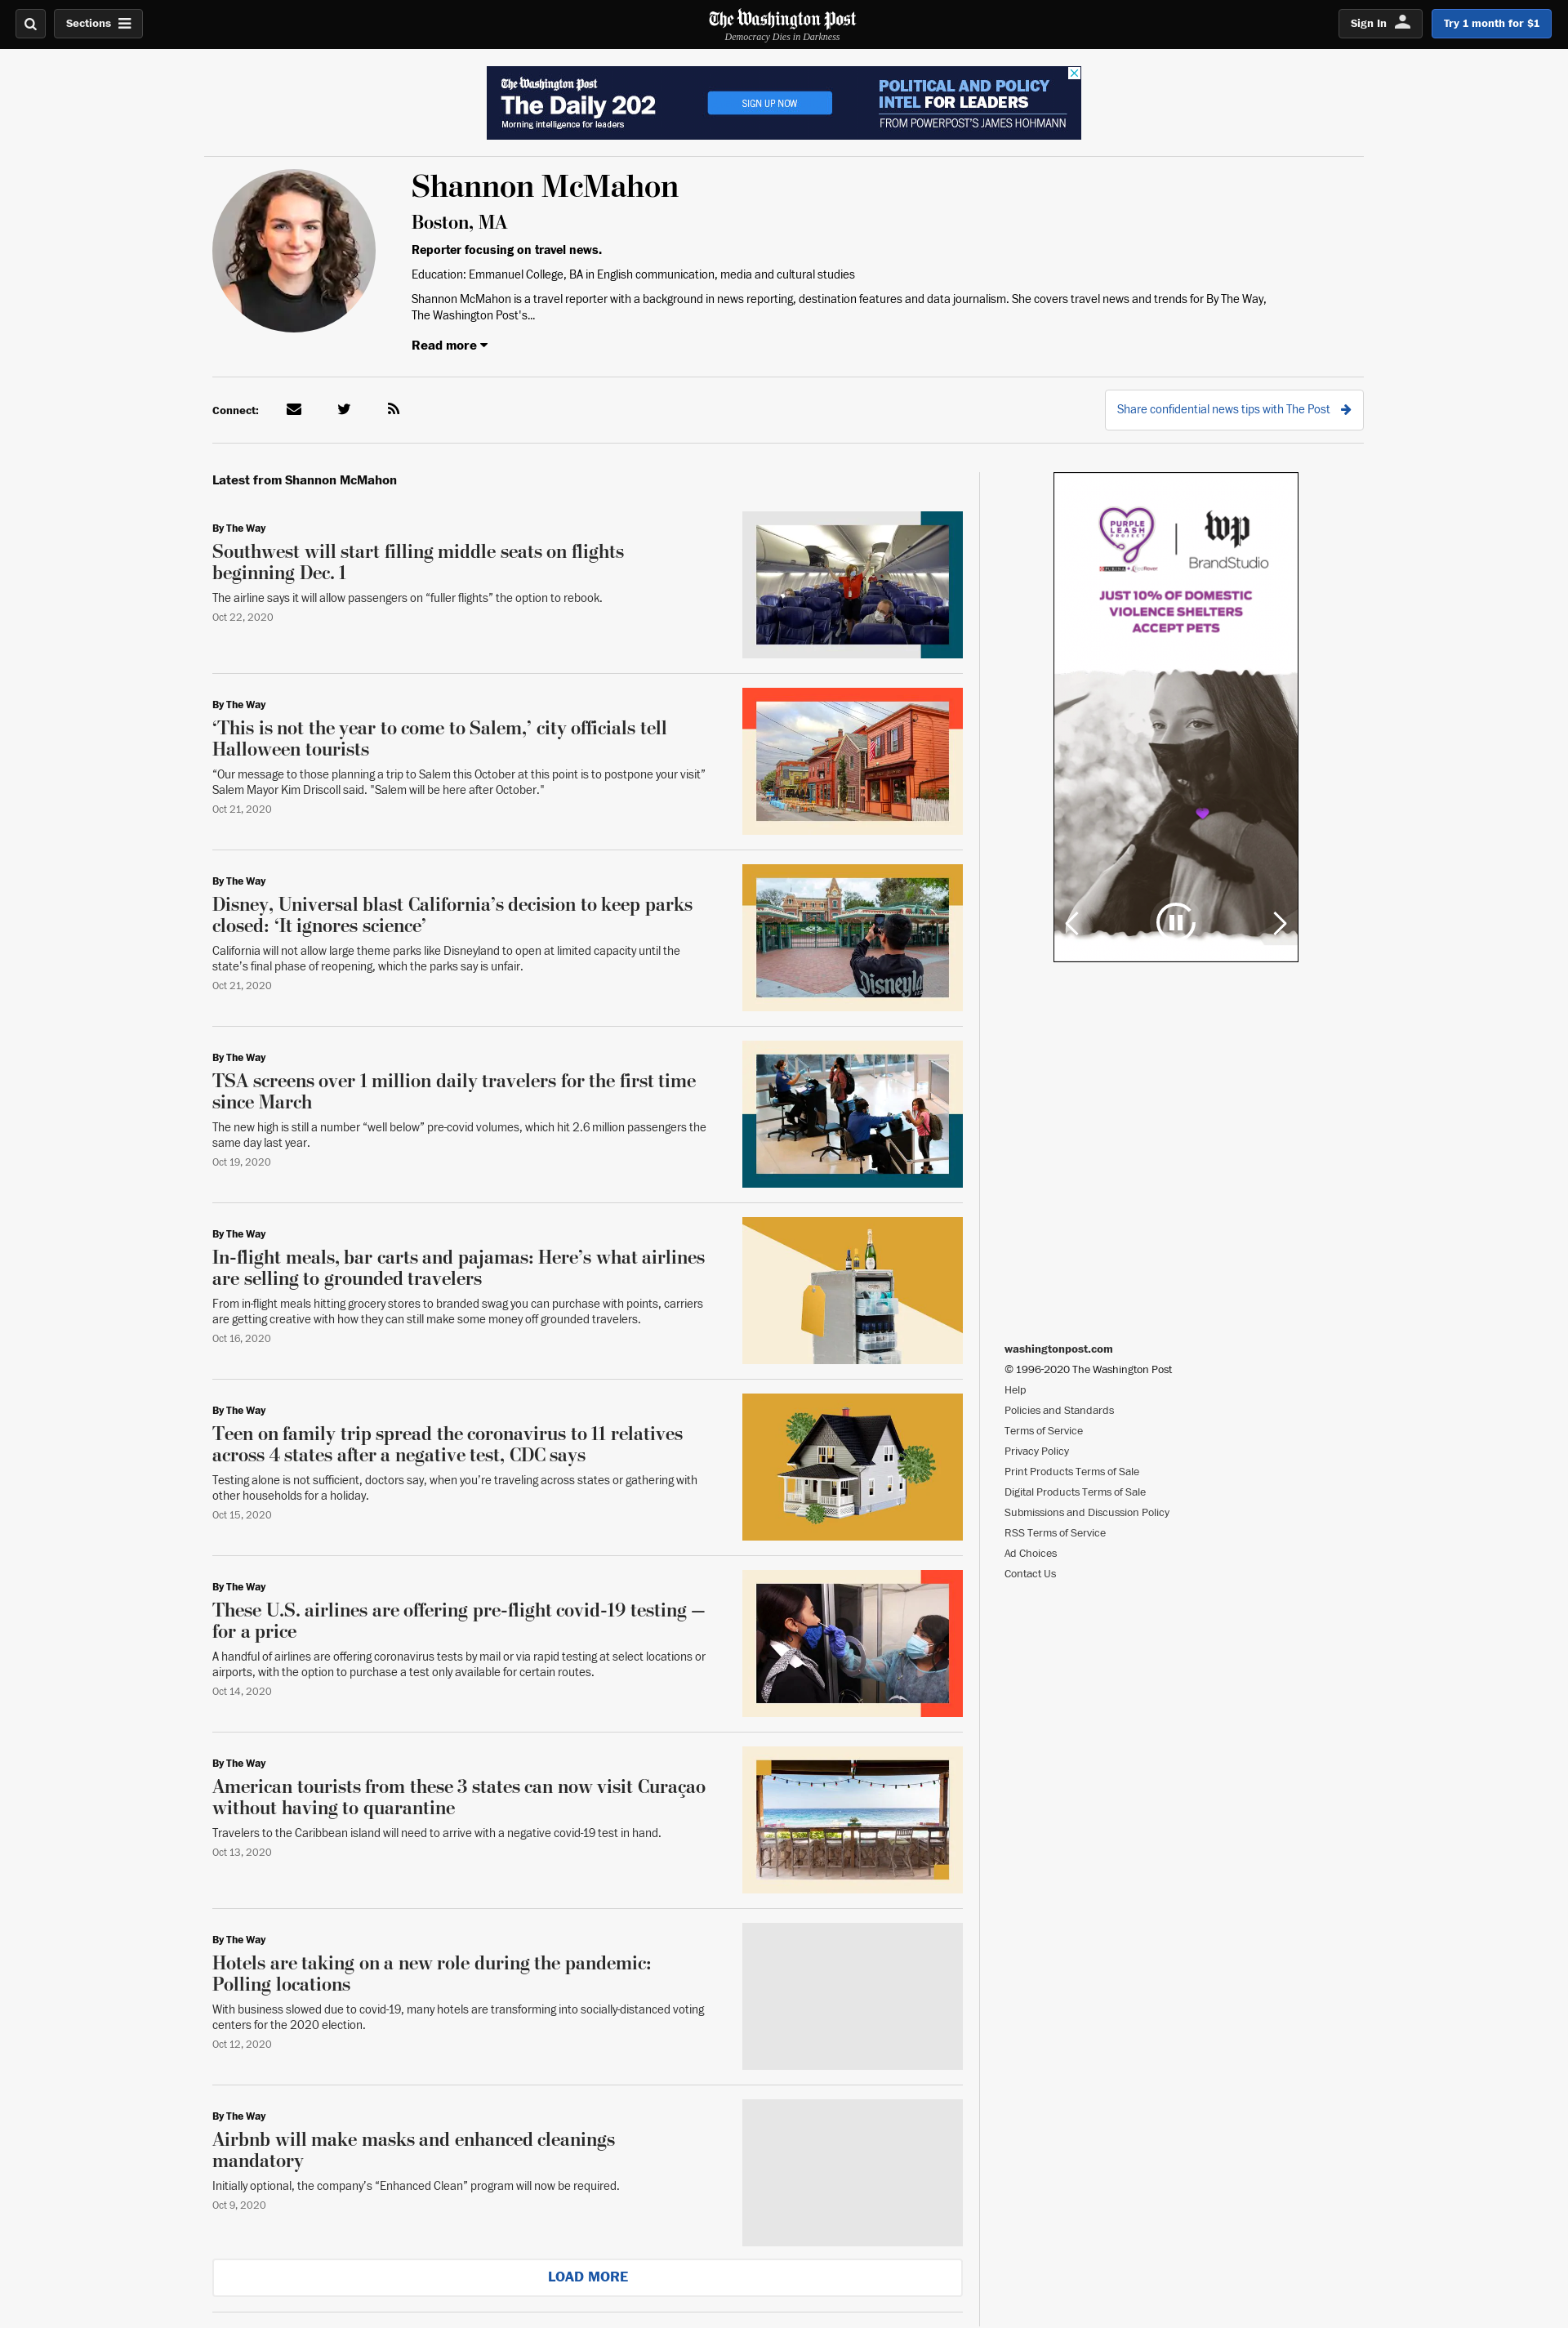 Sections
The Washington Post
Democracy Dies in Darkness
Sign In
Try 1 month for $1
The Washington Post
The Daily 202
Morning intelligence for leaders
SIGN UP NOW
POLITICAL AND POLICY
INTEL FOR LEADERS
FROM POWERPOST'S JAMES HOHMANN
Shannon McMahon
Boston, MA
Reporter focusing on travel news.
Education: Emmanuel College, BA in English communication, media and cultural studies
Shannon McMahon is a travel reporter with a background in news reporting, destination features and data journalism. She covers travel news and trends for By The Way,
The Washington Post's...
Read more
Connect:
Share confidential news tips with The Post
Latest from Shannon McMahon
By The Way
Southwest will start filling middle seats on flights
beginning Dec. 1
The airline says it will allow passengers on “fuller flights” the option to rebook.
Oct 22, 2020
By The Way
‘This is not the year to come to Salem,’ city officials tell
Halloween tourists
“Our message to those planning a trip to Salem this October at this point is to postpone your visit”
Salem Mayor Kim Driscoll said. "Salem will be here after October."
Oct 21, 2020
By The Way
Disney, Universal blast California’s decision to keep parks
closed: ‘It ignores science’
California will not allow large theme parks like Disneyland to open at limited capacity until the
state’s final phase of reopening, which the parks say is unfair.
Oct 21, 2020
Disneyla
By The Way
TSA screens over 1 million daily travelers for the first time
since March
The new high is still a number “well below” pre-covid volumes, which hit 2.6 million passengers the
same day last year.
Oct 19, 2020
By The Way
In-flight meals, bar carts and pajamas: Here’s what airlines
are selling to grounded travelers
From in-flight meals hitting grocery stores to branded swag you can purchase with points, carriers
are getting creative with how they can still make some money off grounded travelers.
Oct 16, 2020
By The Way
Teen on family trip spread the coronavirus to 11 relatives
across 4 states after a negative test, CDC says
Testing alone is not sufficient, doctors say, when you’re traveling across states or gathering with
other households for a holiday.
Oct 15, 2020
By The Way
These U.S. airlines are offering pre-flight covid-19 testing —
for a price
A handful of airlines are offering coronavirus tests by mail or via rapid testing at select locations or
airports, with the option to purchase a test only available for certain routes.
Oct 14, 2020
By The Way
American tourists from these 3 states can now visit Curaçao
without having to quarantine
Travelers to the Caribbean island will need to arrive with a negative covid-19 test in hand.
Oct 13, 2020
By The Way
Hotels are taking on a new role during the pandemic:
Polling locations
With business slowed due to covid-19, many hotels are transforming into socially-distanced voting
centers for the 2020 election.
Oct 12, 2020
By The Way
Airbnb will make masks and enhanced cleanings
mandatory
Initially optional, the company’s “Enhanced Clean” program will now be required.
Oct 9, 2020
LOAD MORE
PURPLE
LEASH
PROJECT
wp
BrandStudio
JUST 10% OF DOMESTIC
VIOLENCE SHELTERS
ACCEPT PETS
washingtonpost.com
© 1996-2020 The Washington Post
Help
Policies and Standards
Terms of Service
Privacy Policy
Print Products Terms of Sale
Digital Products Terms of Sale
Submissions and Discussion Policy
RSS Terms of Service
Ad Choices
Contact Us